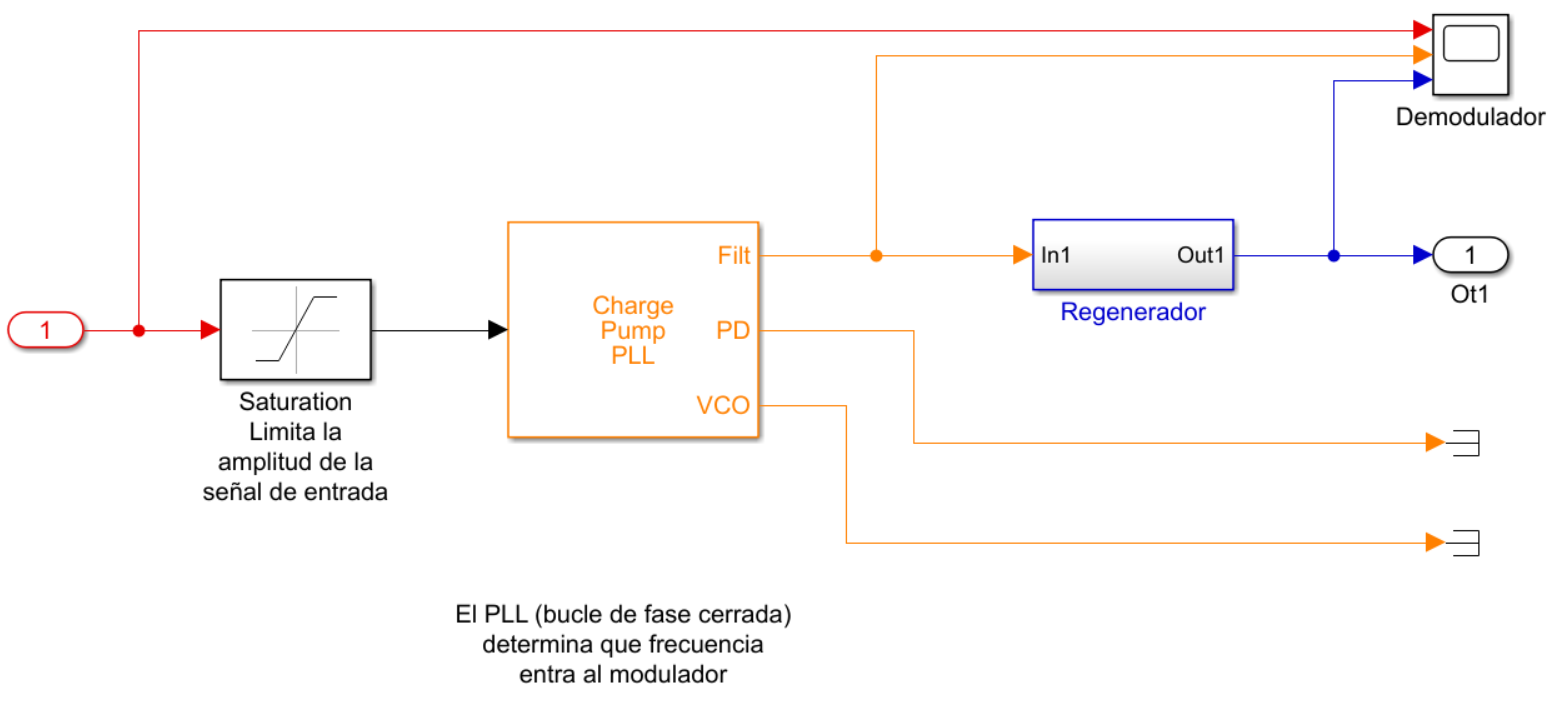 Demodulador
Filt
In1
Out1
1
Ot1
Regenerador
1
Charge
Pump
PLL
PD
VCO
Saturation
Limita la
amplitud de la
señal de entrada
El PLL (bucle de fase cerrada)
determina que frecuencia
entra al modulador